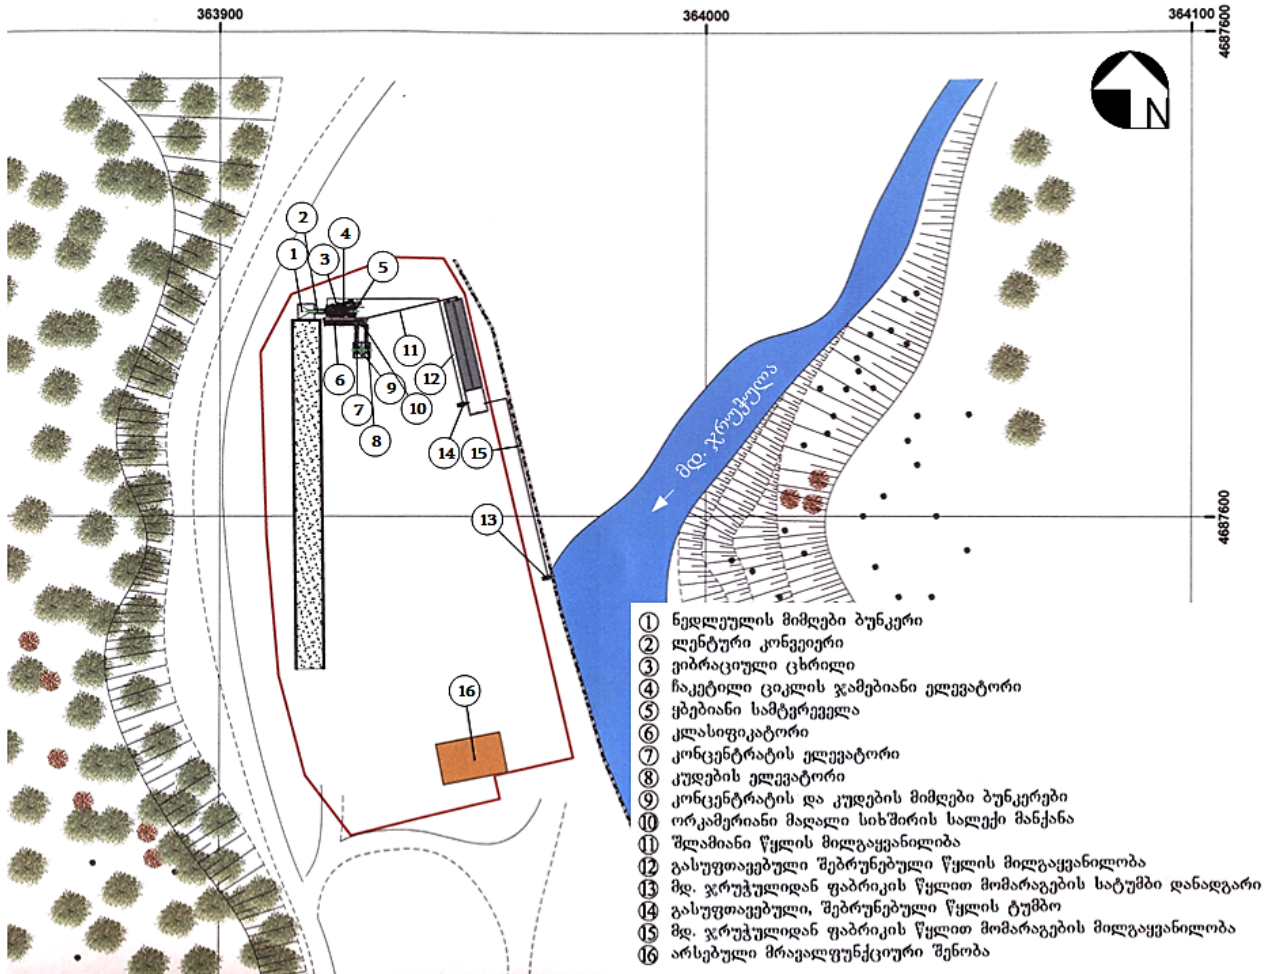 363900
364000
364100
4687600
N
2
4
1
3
5
11
6
12
9
10
7
8
14
15
13
4687600
16
მდ. ჯრუჭულა
1 ნედლეულის მიმღები ბუნკერი
2 ლენტური კონვეიერი
3 ვიბრაციული ცხრილი
4 ჩაკეტილი ციკლის ჯამებიანი ელევატორი
5 ყბებიანი სამტვრეველა
6 კლასიფიკატორი
7 კონცენტრატის ელევატორი
8 კუდების ელევატორი
9 კონცენტრატის და კუდების მიმღები ბუნკერები
10 ორკამერიანი მაღალი სიხშირის სალექი მანქანა
11 შლამიანი წყლის მილგაყვანილიბა
12 გასუფთავებული შებრუნებული წყლის მილგაყვანილობა
13 მდ. ჯრუჭულიდან ფაბრიკის წყლით მომარაგების სატუმბი დანადგარი
14 გასუფთავებული, შებრუნებული წყლის ტუმბო
15 მდ. ჯრუჭულიდან ფაბრიკის წყლით მომარაგების მილგაყვანილობა
16 არსებული მრავალფუნქციური შენობა